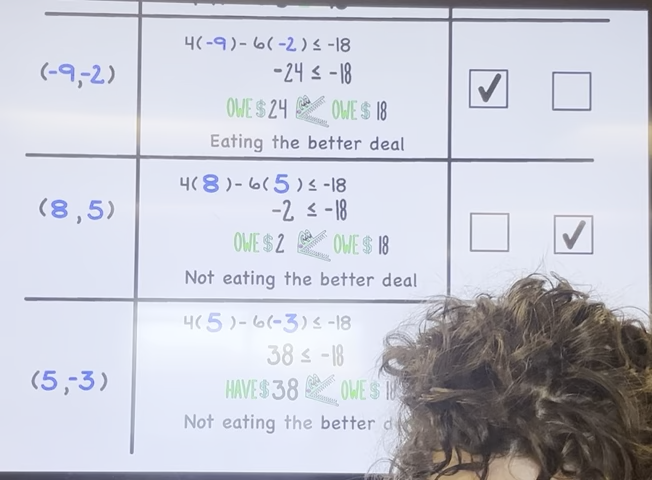 (-9,-2)
4(-9)-6(-2) ≤ -18
-24 ≤ -18
OWE $ 24 OWE $ 18
Eating the better deal
(8,5)
4(8)-6(5) ≤ -18
-2 ≤ -18
OWE $ 2 OWE $ 18
Not eating the better deal
(5,-3)
4(5)-6(-3) ≤ -18
38 ≤ -18
HAVE $ 38 OWE $
Not eating the better